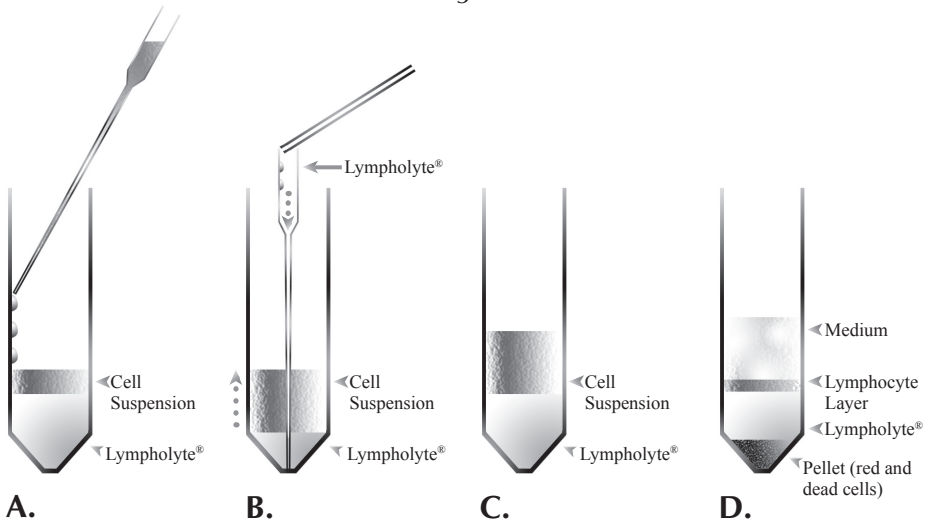 Lympholyte®
Cell
Suspension
Lympholyte®
A.
Cell
Suspension
Lympholyte®
B.
Cell
Suspension
Lympholyte®
C.
Medium
Lymphocyte
Layer
Lympholyte®
Pellet (red and
dead cells)
D.